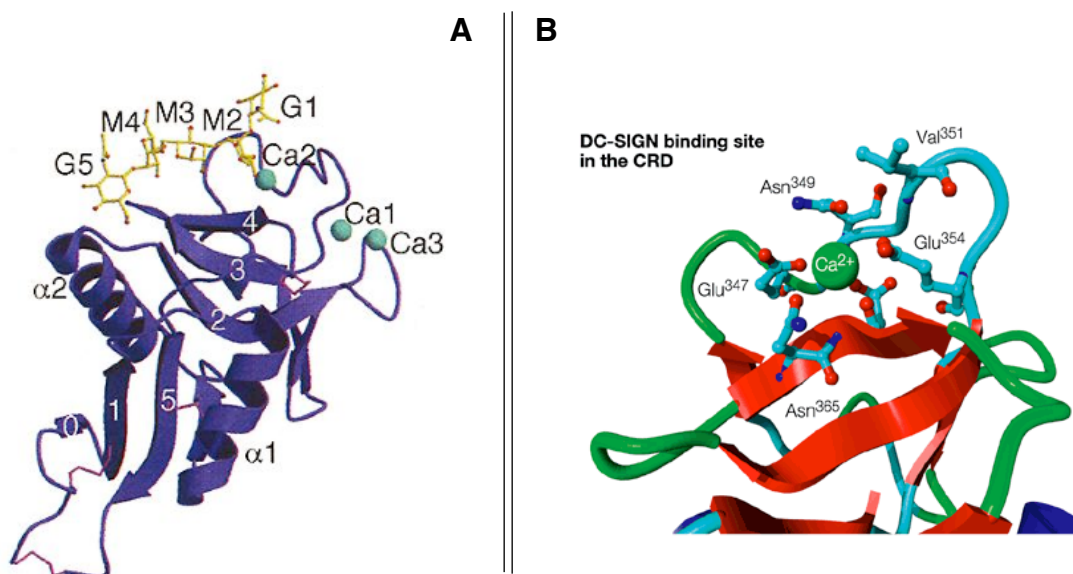 A
B
M3
M4
M2
G1
G5
Ca2
Ca1
Ca3
4
3
α2
2
1
5
0
α1
DC-SIGN binding site
in the CRD
Val351
Asn349
Glu354
Ca2+
Glu347
Asn365